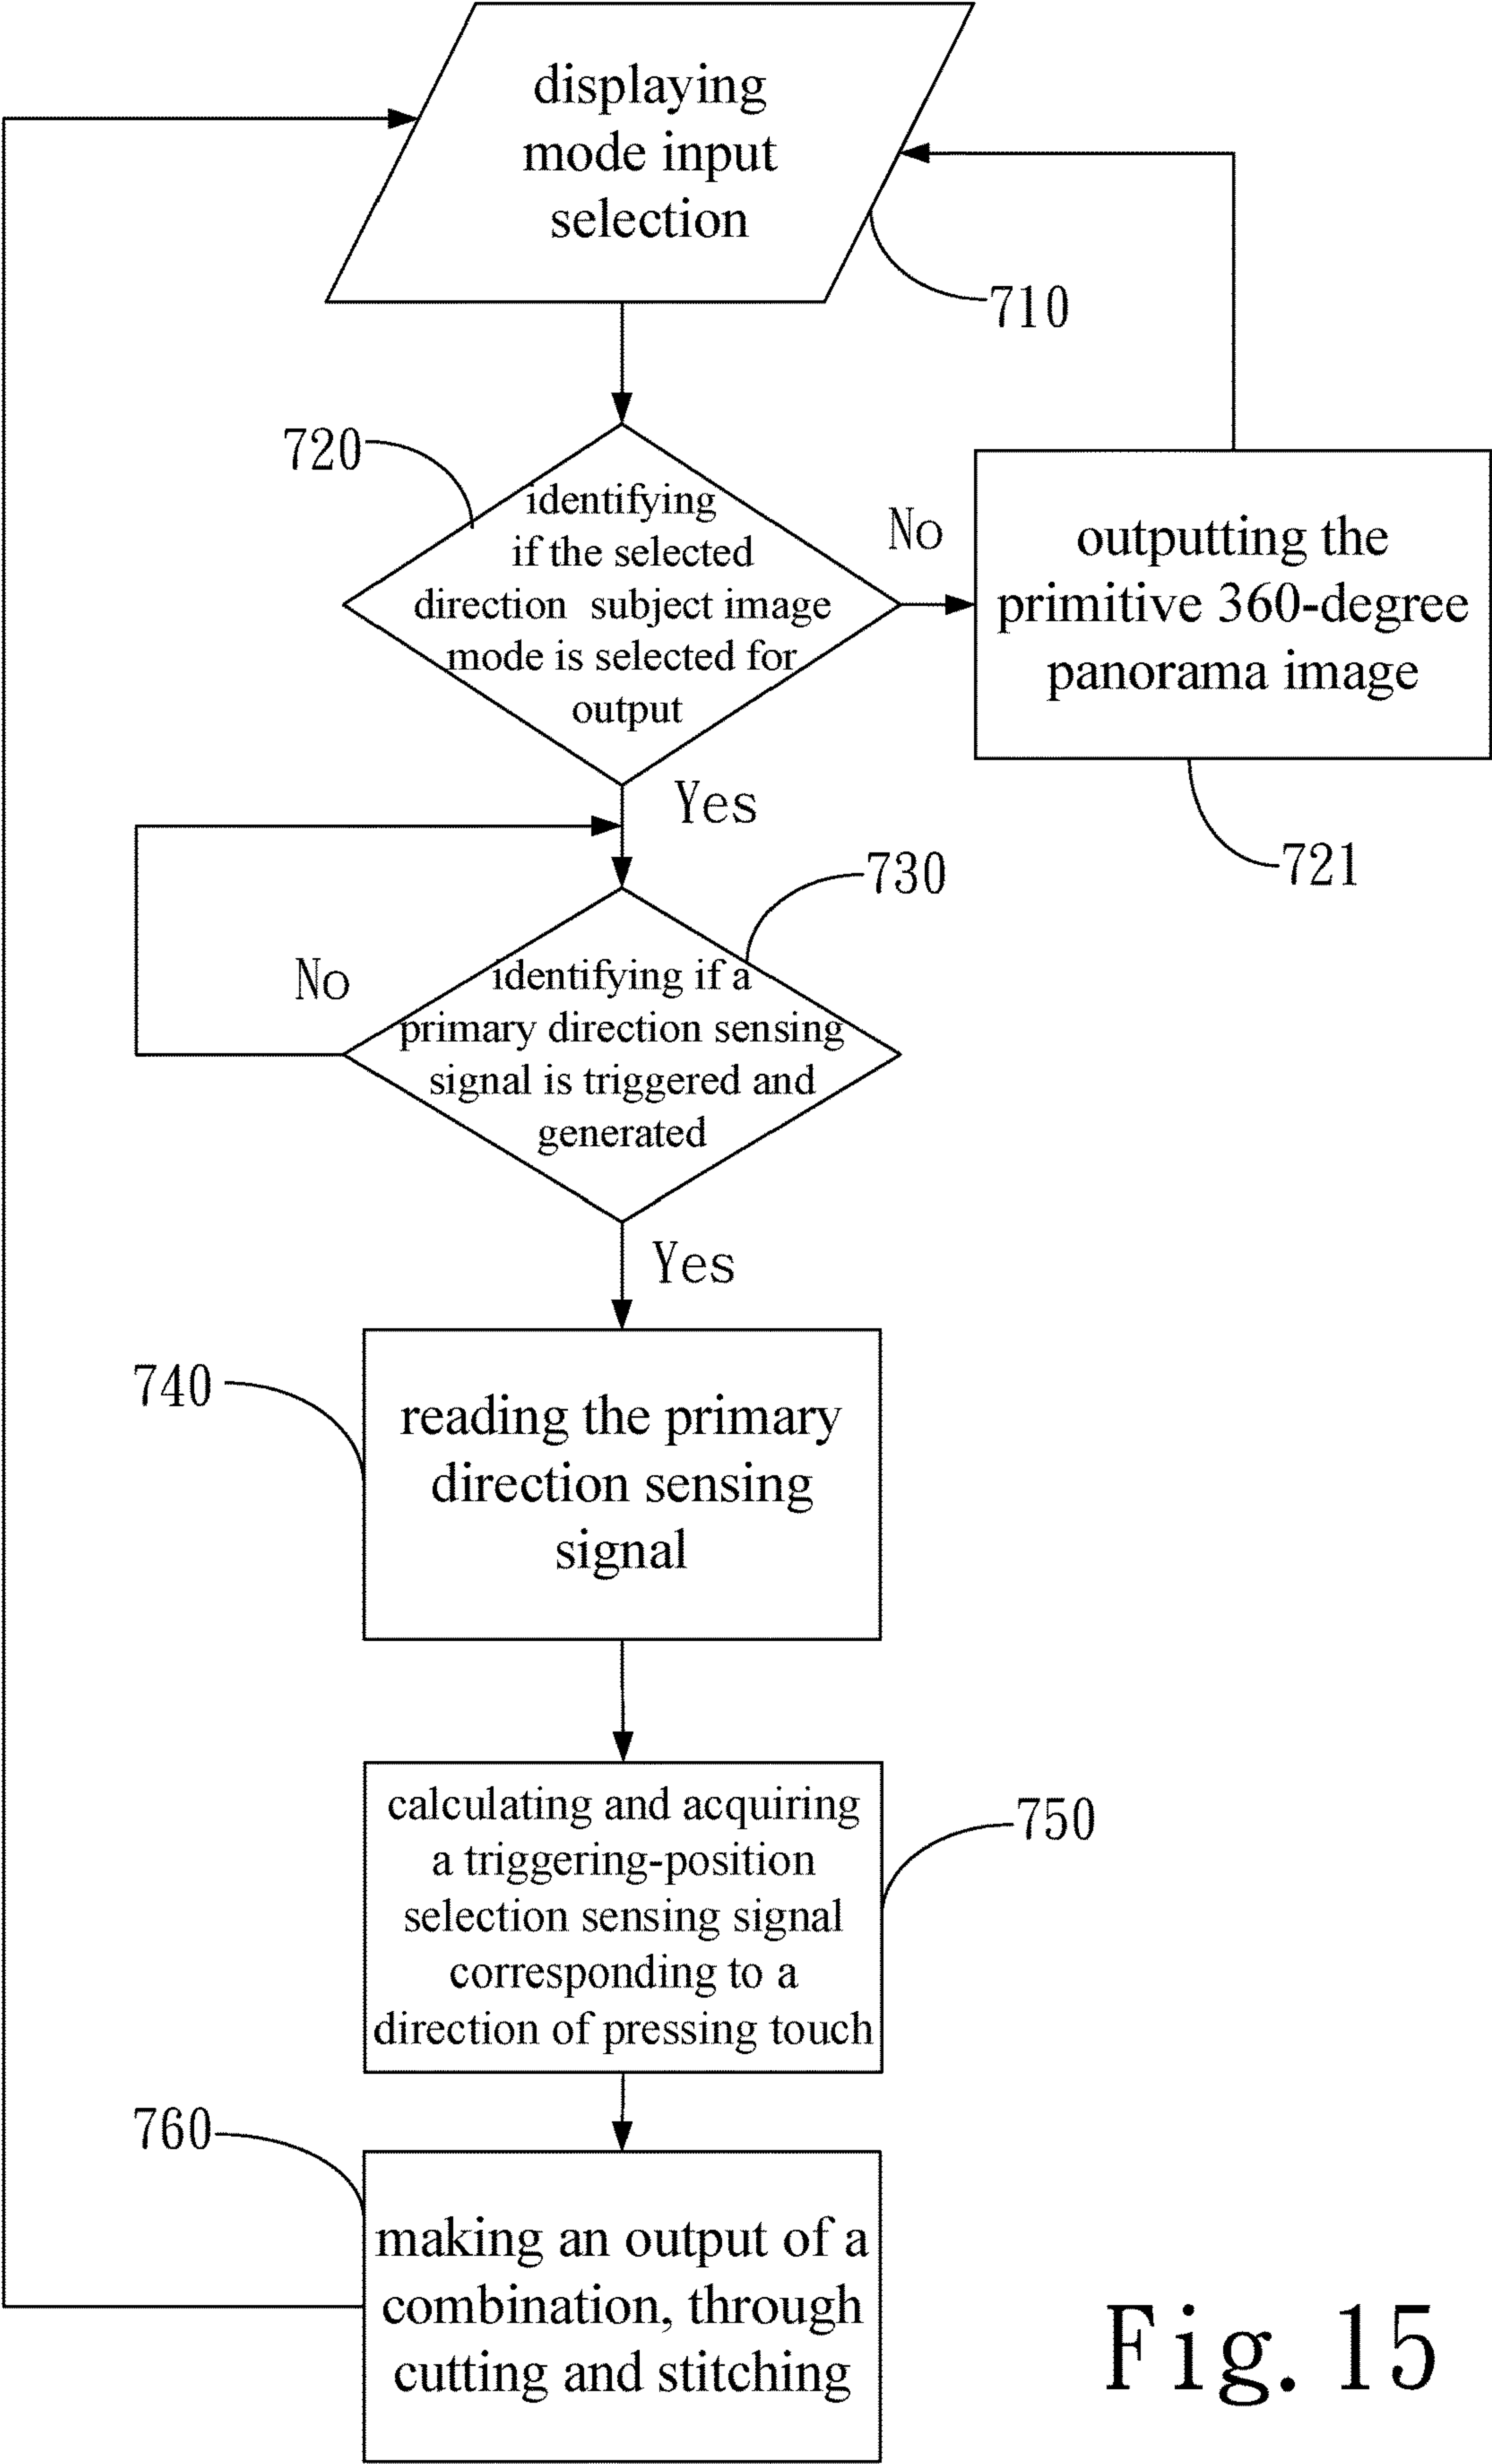 displaying
mode input
selection
710
720
identifying
if the selected
direction subject image
mode is selected for
output
No
outputting the
primitive 360-degree
panorama image
721
Yes
730
No
identifying if a
primary direction sensing
signal is triggered and
generated
Yes
740
reading the primary
direction sensing
signal
750
calculating and acquiring
a triggering-position
selection sensing signal
corresponding to a
direction of pressing touch
760
making an output of a
combination, through
cutting and stitching
Fig. 15